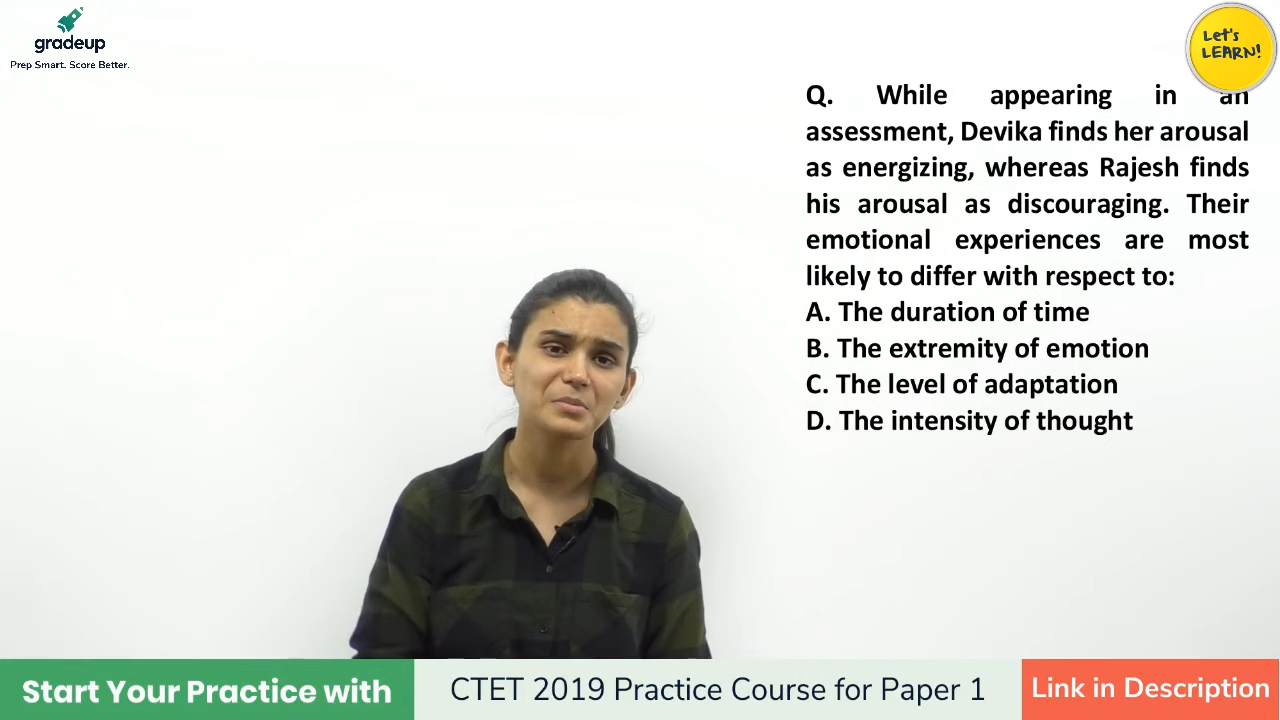 gradeup
Prep Smart. Score Better.
Let's
LEARN!
Q. While appearing in an
assessment, Devika finds her arousal
as energizing, whereas Rajesh finds
his arousal as discouraging. Their
emotional experiences are most
likely to differ with respect to:
A. The duration of time
B. The extremity of emotion
C. The level of adaptation
D. The intensity of thought
Start Your Practice with
CTET 2019 Practice Course for Paper 1
Link in Description